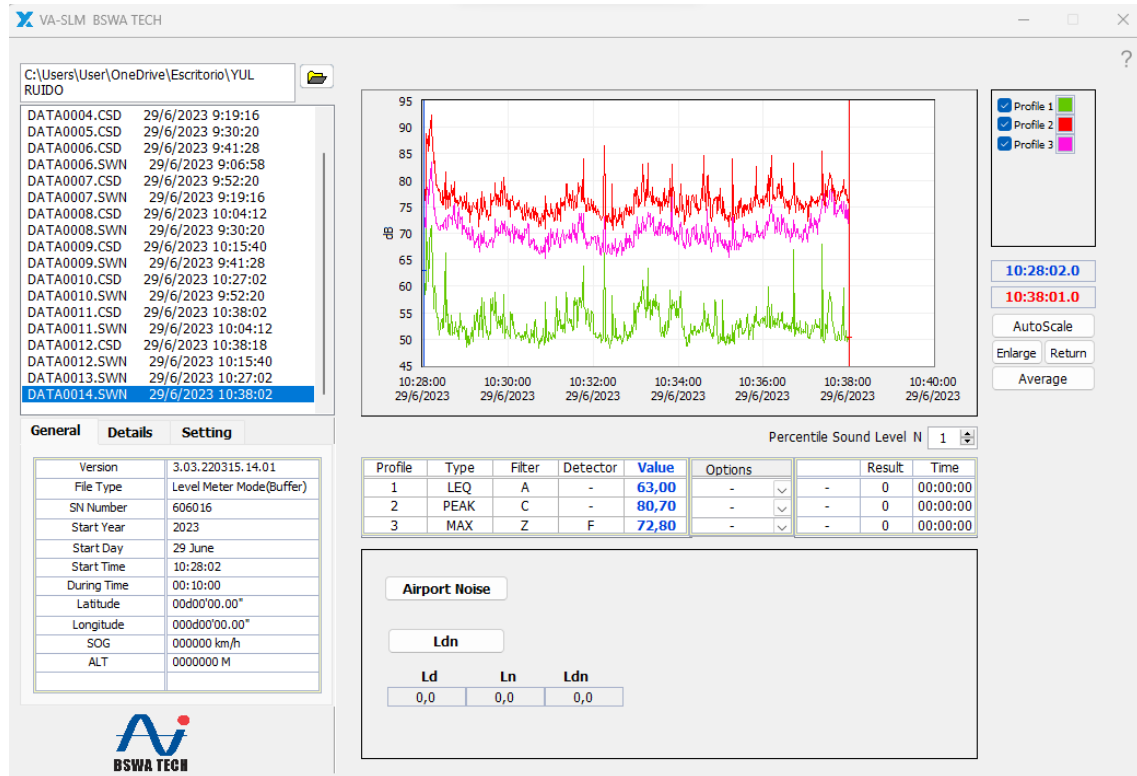 VA-SLM BSWA TECH
?
C:\Users\User\OneDrive\Escritorio\YUL
RUIDO
DATA0004.CSD 29/6/2023 9:19:16
DATA0005.CSD 29/6/2023 9:30:20
DATA0006.CSD 29/6/2023 9:41:28
DATA0006.SWN 29/6/2023 9:06:58
DATA0007.CSD 29/6/2023 9:52:20
DATA0007.SWN 29/6/2023 9:19:16
DATA0008.CSD 29/6/2023 10:04:12
DATA0008.SWN 29/6/2023 9:30:20
DATA0009.CSD 29/6/2023 10:15:40
DATA0009.SWN 29/6/2023 9:41:28
DATA0010.CSD 29/6/2023 10:27:02
DATA0010.SWN 29/6/2023 9:52:20
DATA0011.CSD 29/6/2023 10:38:02
DATA0011.SWN 29/6/2023 10:04:12
DATA0012.CSD 29/6/2023 10:38:18
DATA0012.SWN 29/6/2023 10:15:40
DATA0013.SWN 29/6/2023 10:27:02
DATA0014.SWN 29/6/2023 10:38:02
General Details Setting
Version 3.03.220315.14.01
File Type Level Meter Mode(Buffer)
SN Number 606016
Start Year 2023
Start Day 29 June
Start Time 10:28:02
During Time 00:10:00
Latitude 00d00'00.00"
Longitude 000d00'00.00"
SOG 000000 km/h
ALT 0000000 M
BSWA TECH
95
90
85
80
75
dB 70
65
60
55
50
45
10:28:00 10:30:00 10:32:00 10:34:00 10:36:00 10:38:00 10:40:00
29/6/2023 29/6/2023 29/6/2023 29/6/2023 29/6/2023 29/6/2023 29/6/2023
Profile 1
Profile 2
Profile 3
10:28:02.0
10:38:01.0
AutoScale
Enlarge Return
Average
Percentile Sound Level N 1
Profile Type Filter Detector Value Options Result Time
1 LEQ A - 63,00 - - 0 00:00:00
2 PEAK C - 80,70 - - 0 00:00:00
3 MAX Z F 72,80 - - 0 00:00:00
Airport Noise
Ldn
Ld Ln Ldn
0,0 0,0 0,0